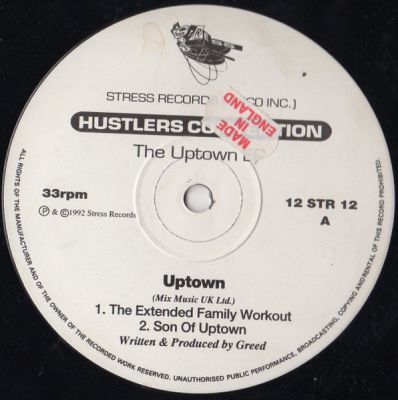 STRESS RECORDS CO INC.)
HUSTLERS CO TION
MADE
IN
ENGLAND
The Uptown
33rpm
12 STR 12
℗ & ©1992 Stress Records
A
Uptown
(Mix Music UK Ltd.)
1. The Extended Family Workout
2. Son Of Uptown
Written & Produced by Greed
ALL RIGHTS OF THE MANUFACTURER AND OF THE OWNER OF THE RECORDED WORK RESERVED. UNAUTHORISED PUBLIC PERFORMANCE, BROADCASTING, COPYING AND RENTAL OF THIS RECORD PROHIBITED.